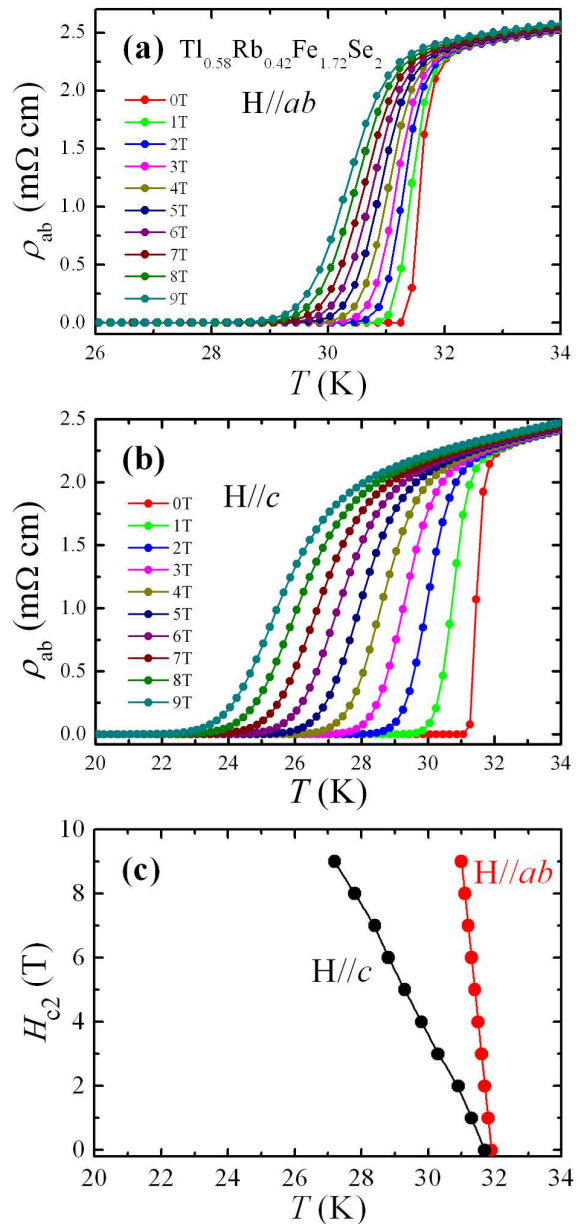 (a) Tl0.58Rb0.42Fe1.72Se2
H//ab
0T
1T
2T
3T
4T
5T
6T
7T
8T
9T
ρab (mΩ cm)
2.5
2.0
1.5
1.0
0.5
0.0
26 28 30 32 34
T (K)
(b) H//c
0T
1T
2T
3T
4T
5T
6T
7T
8T
9T
ρab (mΩ cm)
2.5
2.0
1.5
1.0
0.5
0.0
20 22 24 26 28 30 32 34
T (K)
(c)
H//ab
H//c
Hc2 (T)
10
8
6
4
2
0
20 22 24 26 28 30 32 34
T (K)